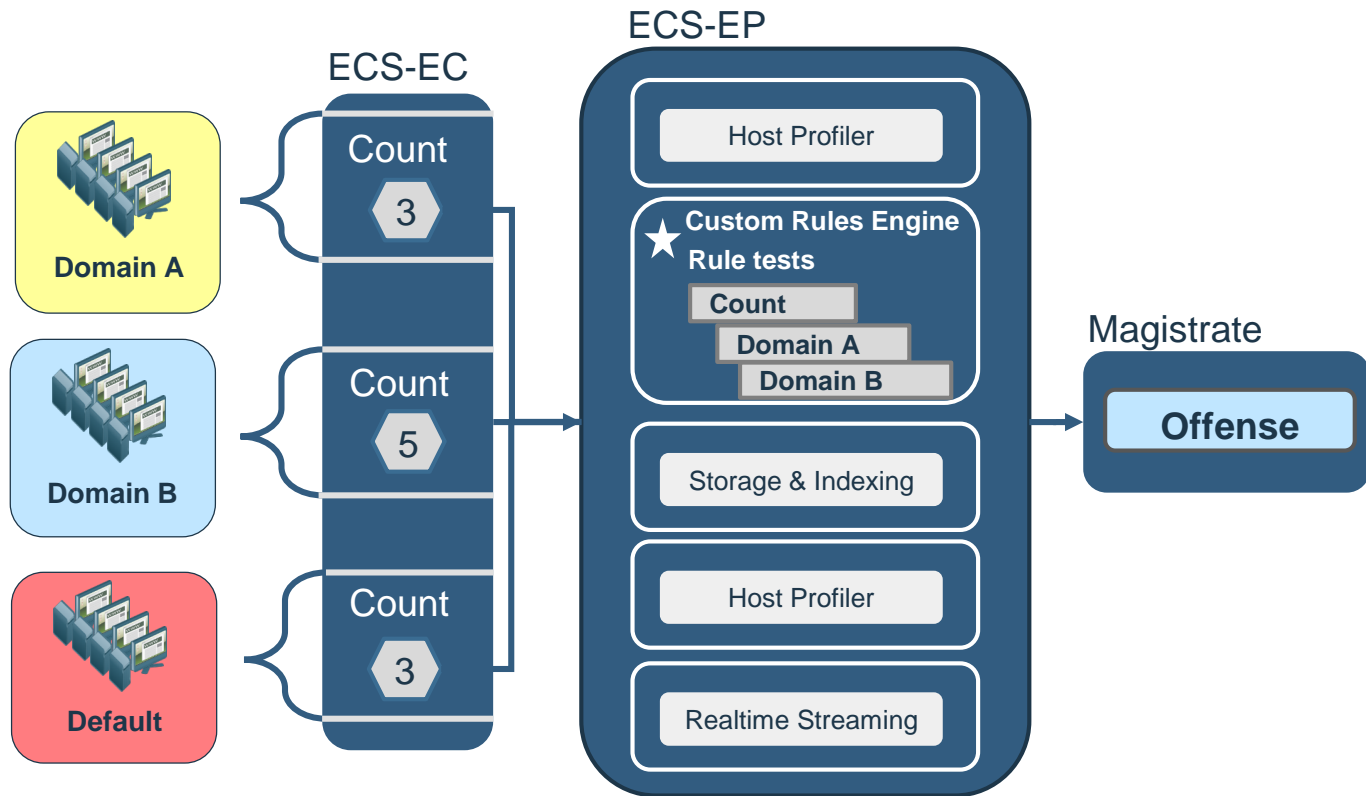 ECS-EP
ECS-EC
Domain A
Count
3
Domain B
Count
5
Default
Count
3
Host Profiler
Custom Rules Engine
Rule tests
Count
Domain A
Domain B
Storage & Indexing
Host Profiler
Realtime Streaming
Magistrate
Offense